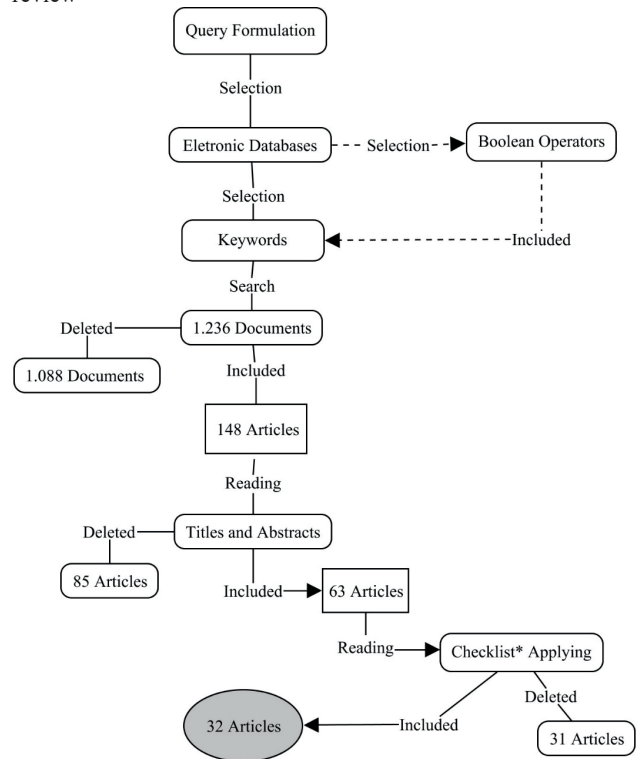 review
Query Formulation
Selection
Eletronic Databases
Selection
Boolean Operators
Selection
Keywords
Included
Search
Deleted
1.236 Documents
1.088 Documents
Included
148 Articles
Reading
Deleted
Titles and Abstracts
85 Articles
Included
63 Articles
Reading
Checklist* Applying
Deleted
32 Articles
Included
31 Articles